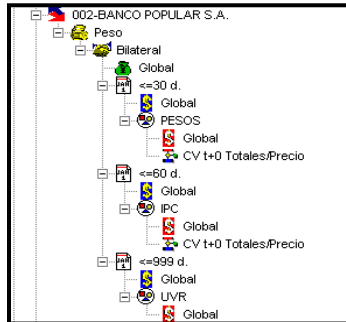 002-BANCO POPULAR S.A.
Peso
Bilateral
Global
<=30 d.
Global
PESOS
Global
CV t+0 Totales/Precio
<=60 d.
Global
IPC
Global
CV t+0 Totales/Precio
<=999 d.
Global
UVR
Global